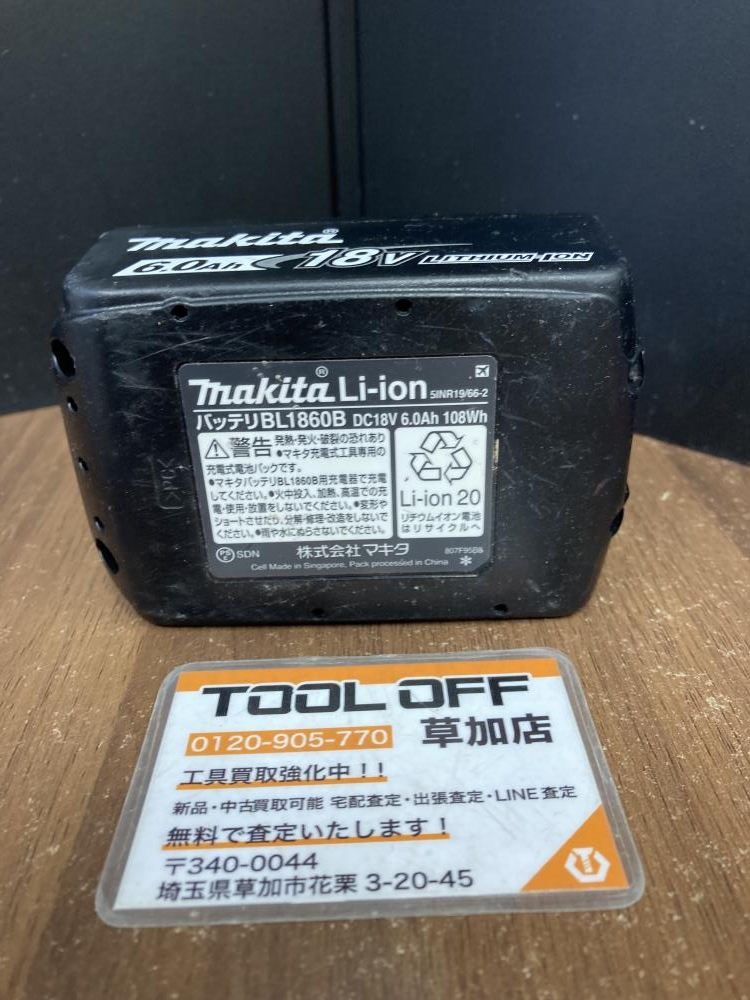 makita®
6.0Ah 18V LITHIUM-ION
makita® Li-ion 5INR19/66-2
バッテリBL1860B DC18V 6.0Ah 108Wh
警告 発熱・発火・破裂の恐れあり
●マキタ充電式工具専用の
充電式電池パックです。
●マキタバッテリBL1860B用充電器で充電
してください。●火中投入、加熱、高温での充
電・使用・放置をしないでください。●変形や
ショートさせたり、分解・修理・改造をしないで
ください。●雨や水にぬらさないでください。
Li-ion 20
リチウムイオン電池
はリサイクルへ
PS E SDN 株式会社マキタ 807F95D8
Cell Made in Singapore, Pack processed in China *
TOOL OFF
0120-905-770 草加店
工具買取強化中!!
新品・中古買取可能 宅配査定・出張査定・LINE査定
無料で査定いたします!
〒340-0044
埼玉県草加市花栗 3-20-45